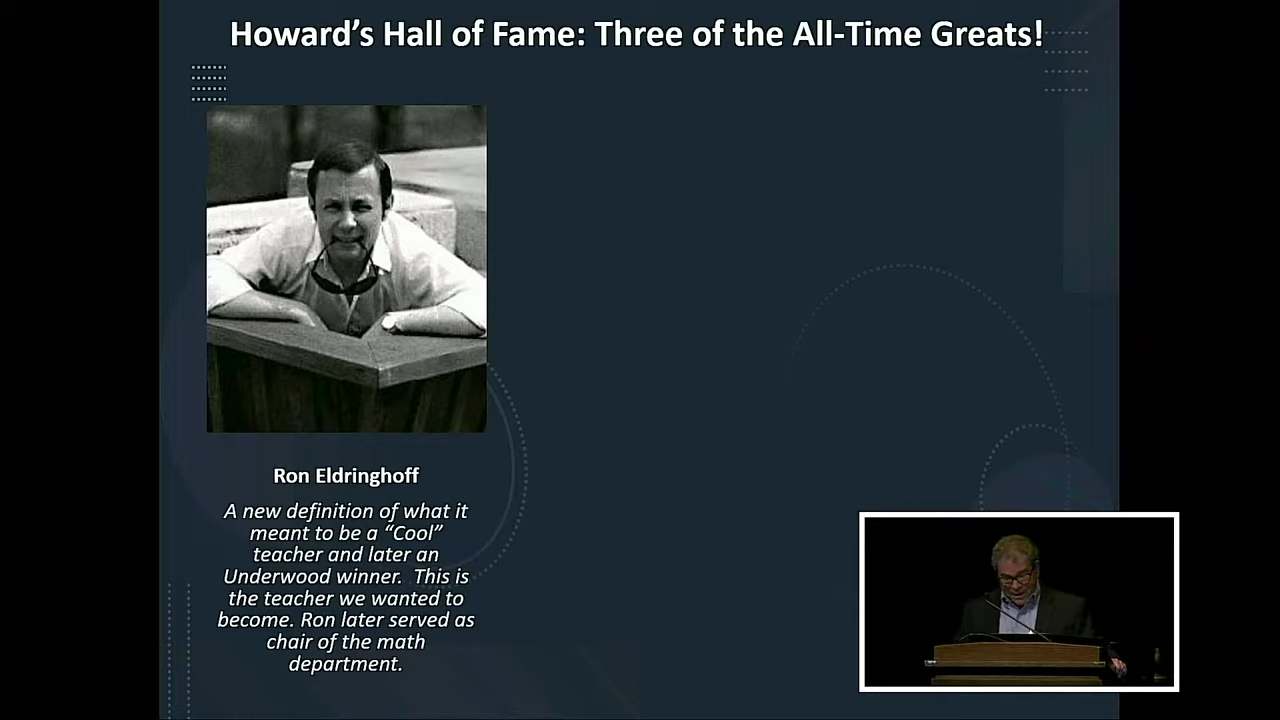 Howard’s Hall of Fame: Three of the All-Time Greats!
Ron Eldringhoff
A new definition of what it
meant to be a “Cool”
teacher and later an
Underwood winner.  This is
the teacher we wanted to
become. Ron later served as
chair of the math
department.